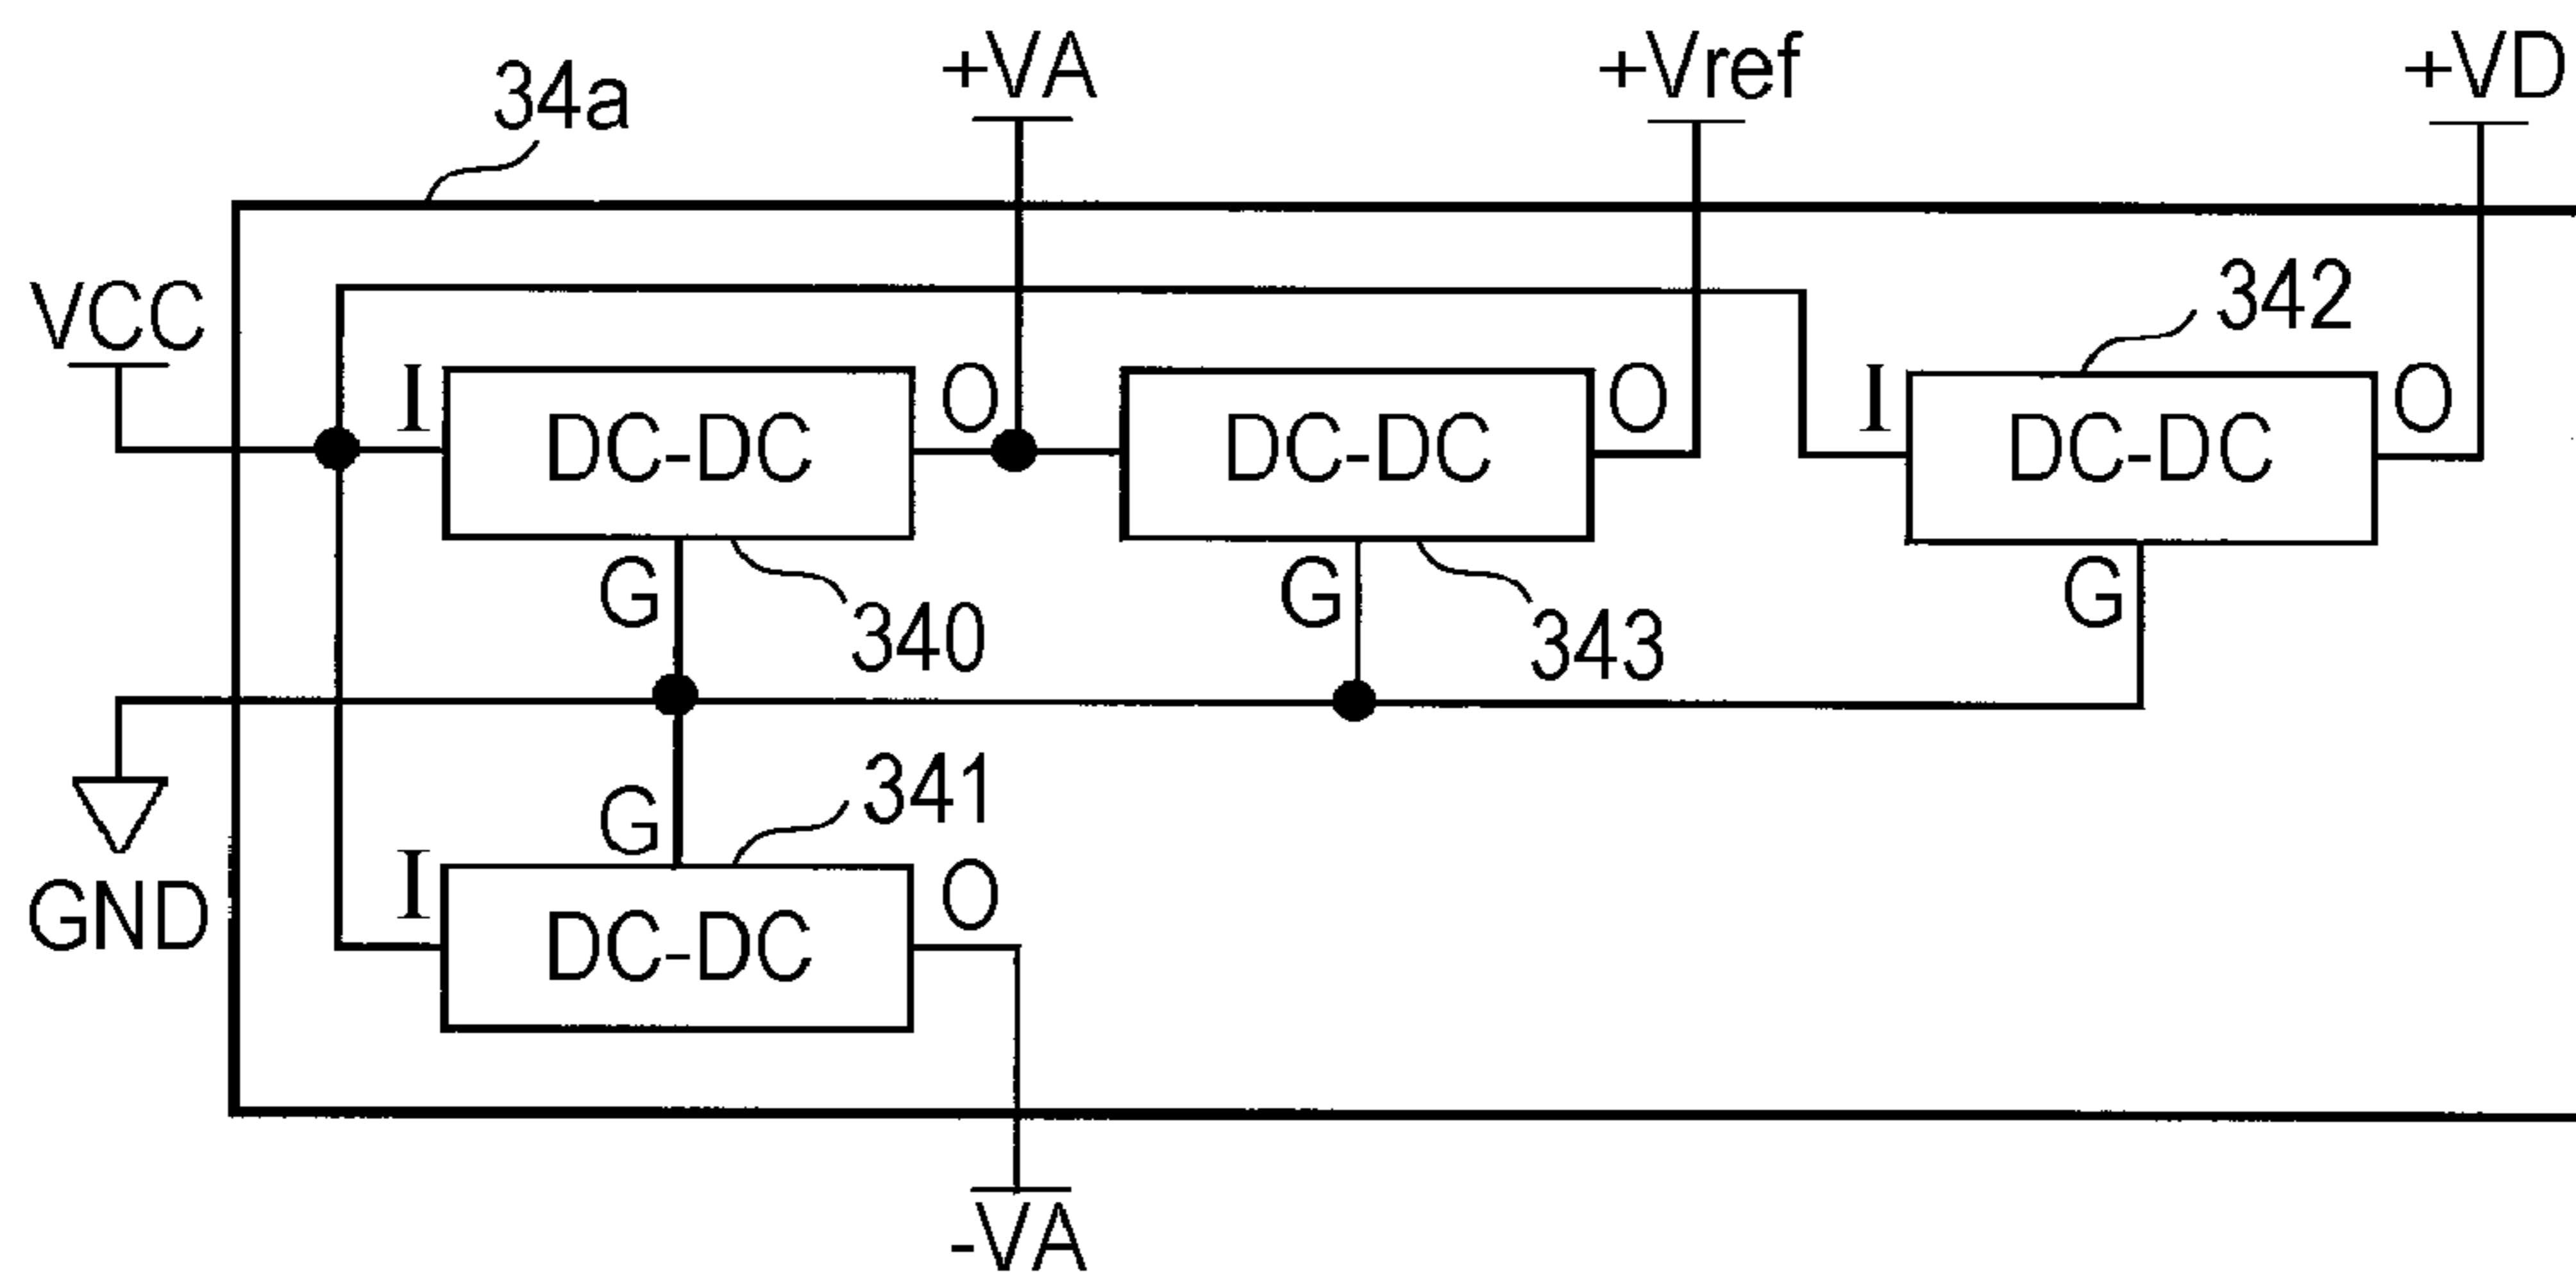 34a
+VA
+Vref
+VD
VCC
342
I
DC-DC
O
DC-DC
O
I
DC-DC
O
G
340
G
343
G
GND
G
341
I
DC-DC
O
-VA